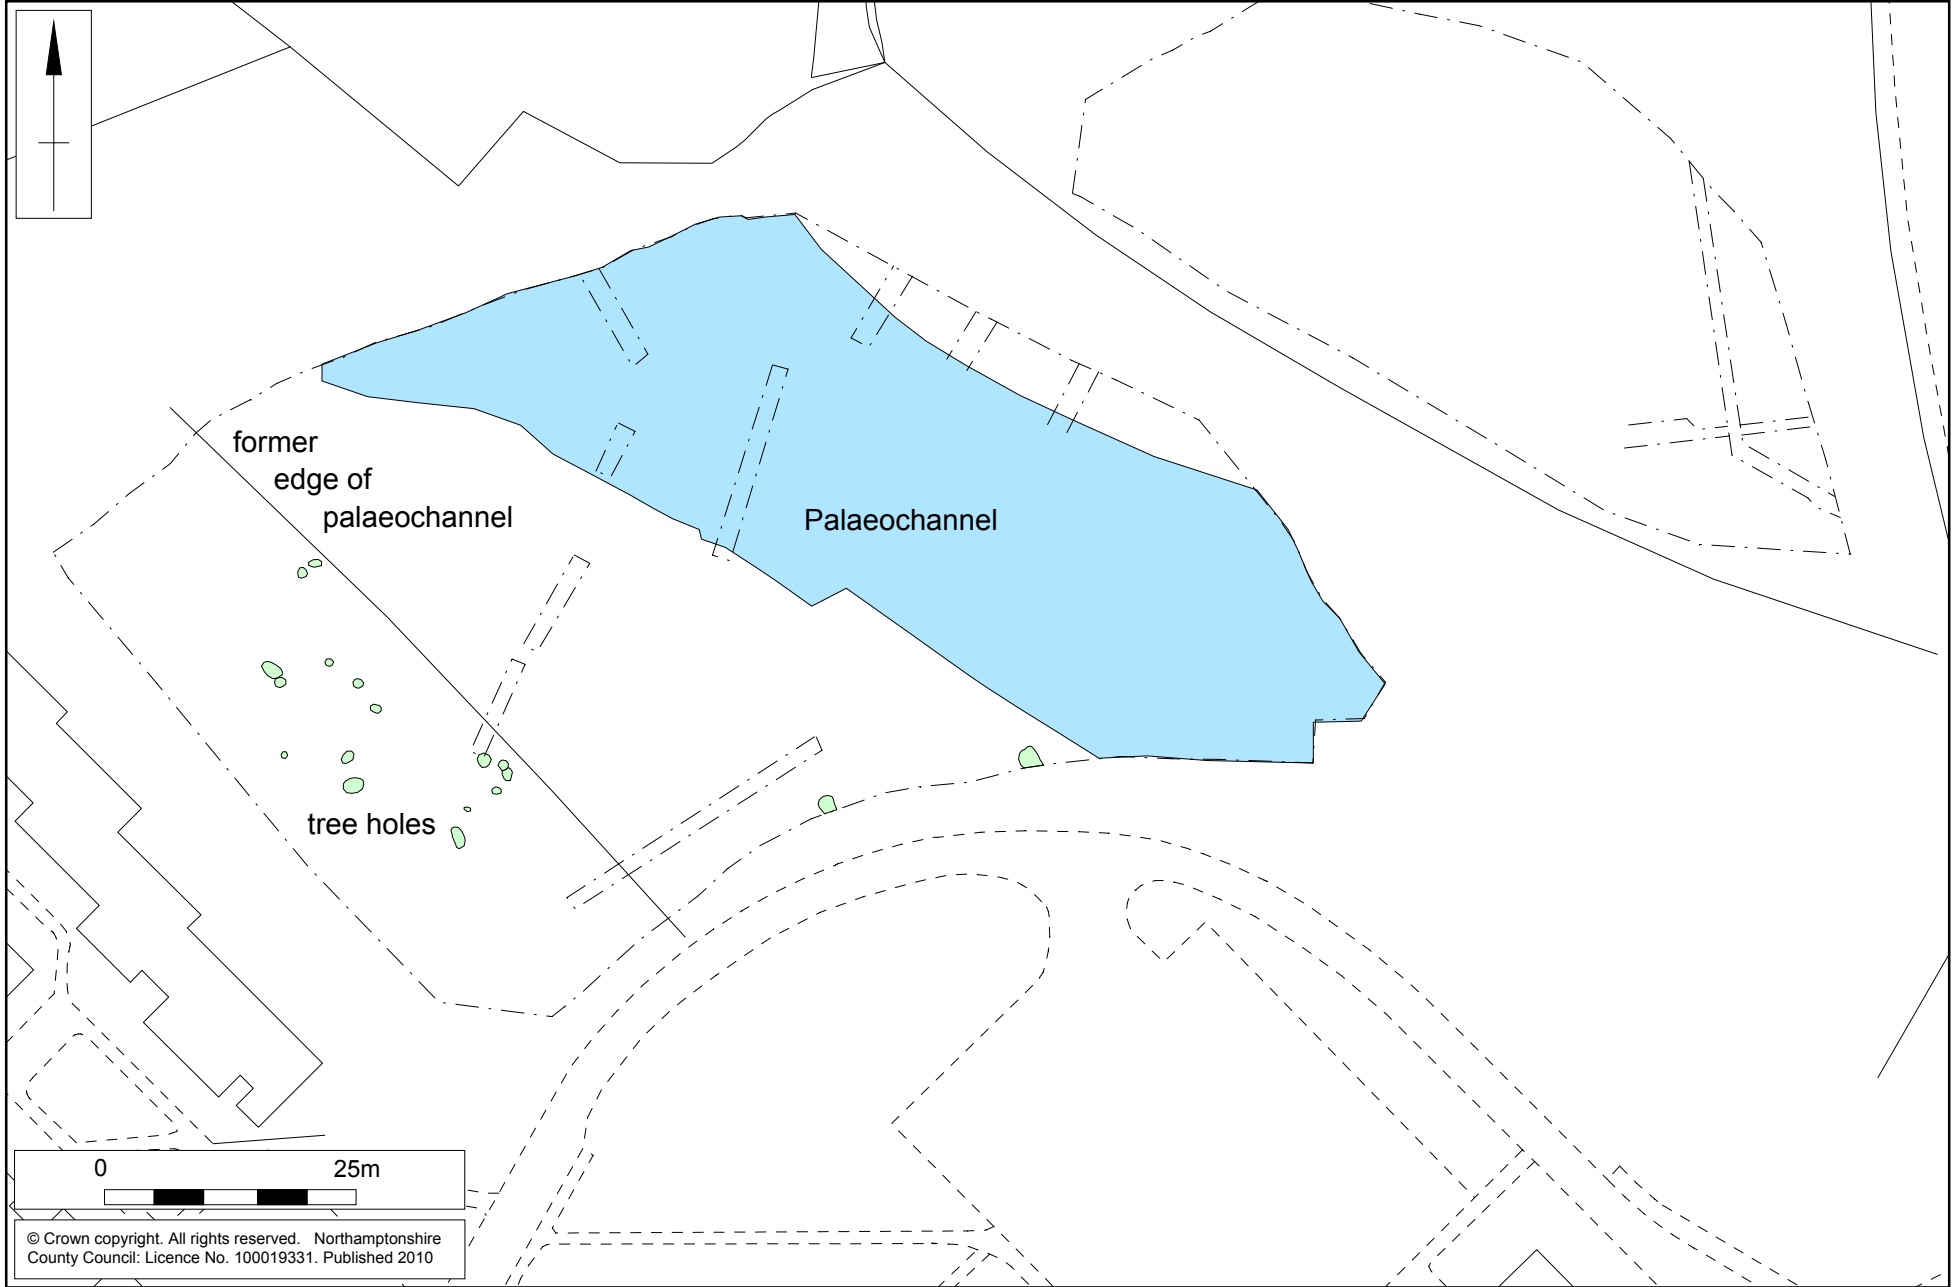 former
edge of
palaeochannel
Palaeochannel
tree holes
0 25m
© Crown copyright. All rights reserved. Northamptonshire
County Council: Licence No. 100019331. Published 2010